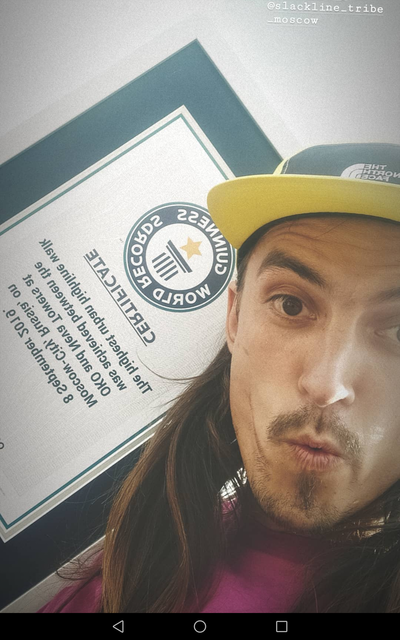 @slackline_tribe
_moscow
THE
NORTH
FACE
GUINNESS
WORLD RECORDS
CERTIFICATE
The highest urban highline walk
was achieved between the
OKO and Neva Towers at
Moscow-City, Russia, on
8 September 2019.